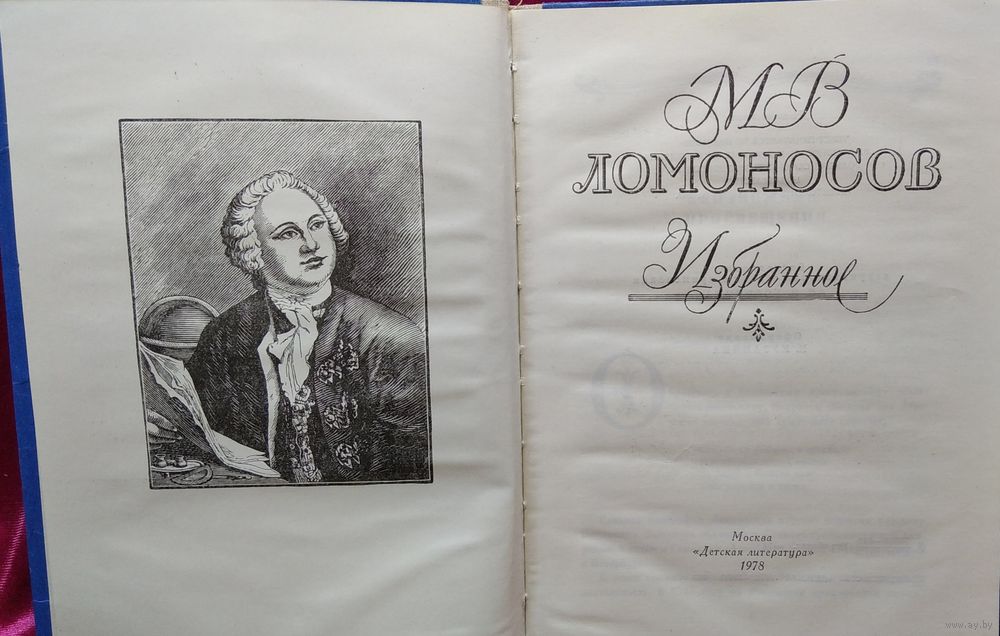 М В
ЛОМОНОСОВ
Избранное
Москва
«Детская литература»
1978
www.ay.by